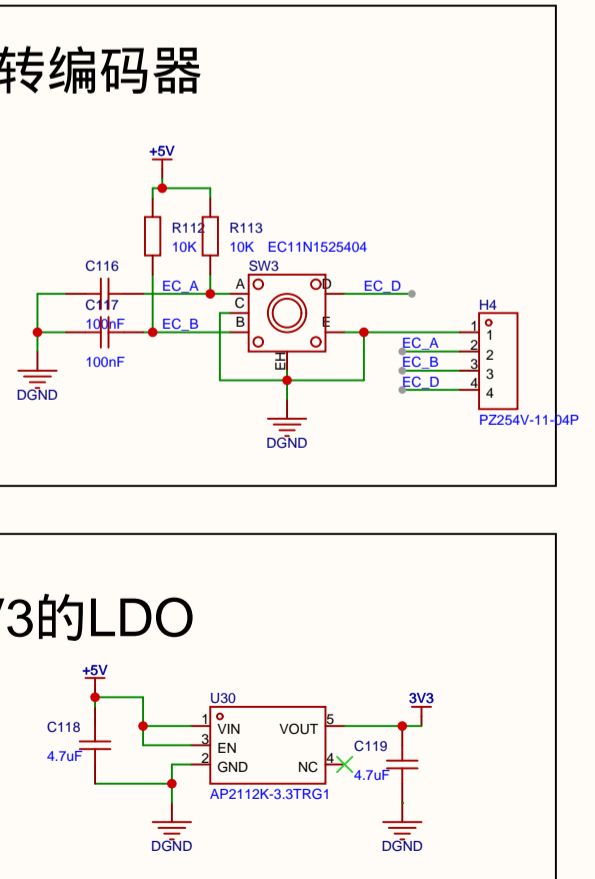 转编码器
+5V
R112
R113
10K
10K
EC11N1525404
C116
SW3
EC_A
A
D
EC_D
C117
C
H4
100nF
EC_B
B
E
1
1
EC_A
2
2
100nF
EH
EC_B
3
3
EC_D
4
4
DGND
PZ254V-11-04P
DGND
V3的LDO
+5V
U30
3V3
C118
1
VIN
VOUT
5
4.7uF
3
EN
C119
2
GND
NC
4
4.7uF
AP2112K-3.3TRG1
DGND
DGND